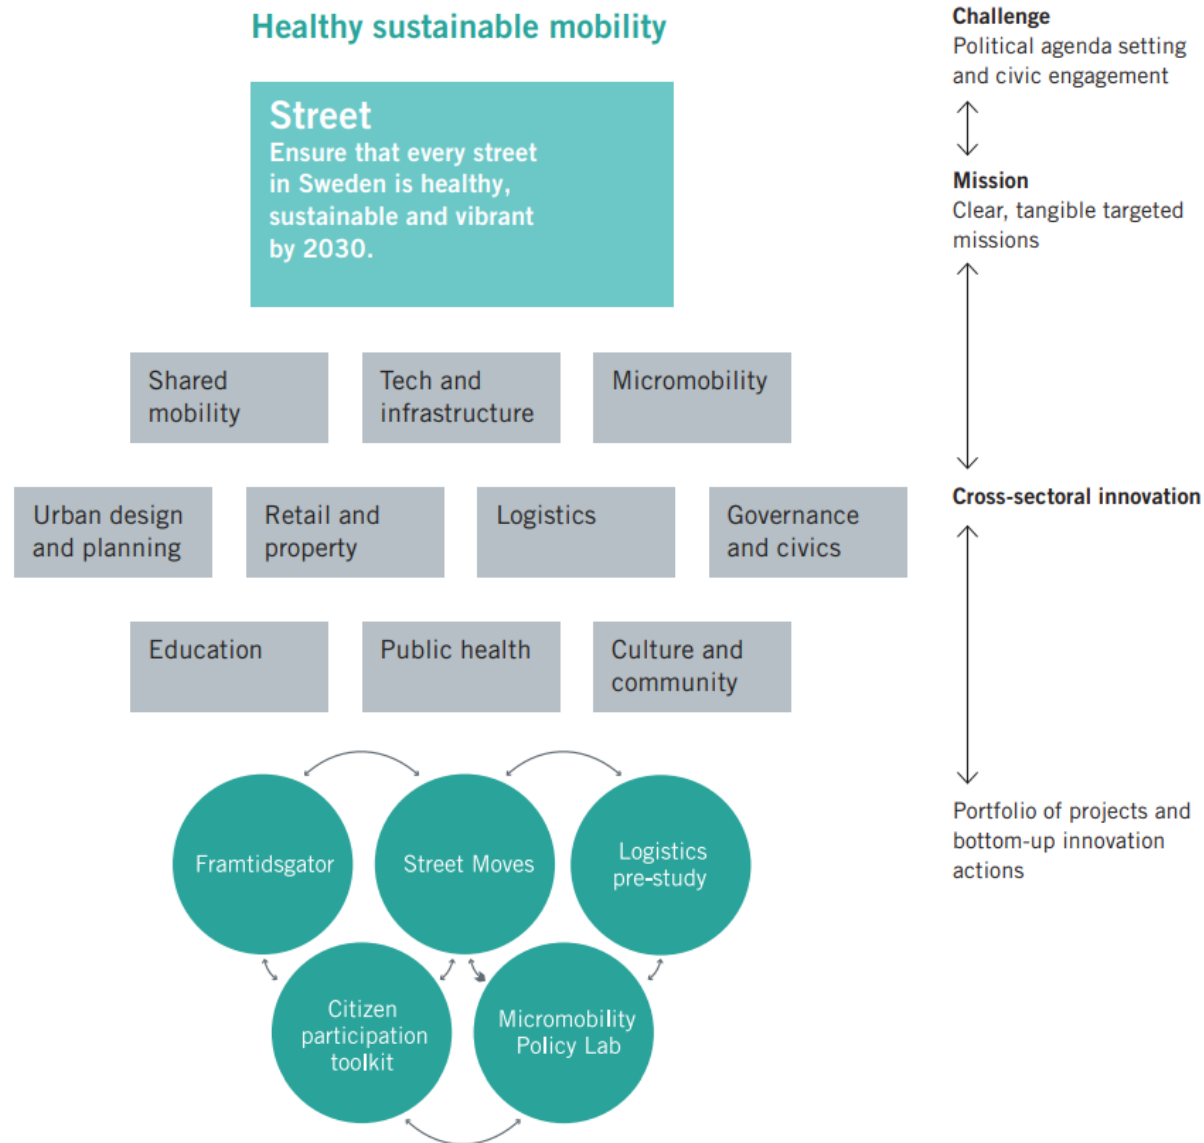 Healthy sustainable mobility
Street
Ensure that every street
in Sweden is healthy,
sustainable and vibrant
by 2030.
Shared
mobility
Tech and
infrastructure
Micromobility
Urban design
and planning
Retail and
property
Logistics
Governance
and civics
Education
Public health
Culture and
community
Framtidsgator
Street Moves
Logistics
pre-study
Citizen
participation
toolkit
Micromobility
Policy Lab
Challenge
Political agenda setting
and civic engagement
Mission
Clear, tangible targeted
missions
Cross-sectoral innovation
Portfolio of projects and
bottom-up innovation
actions